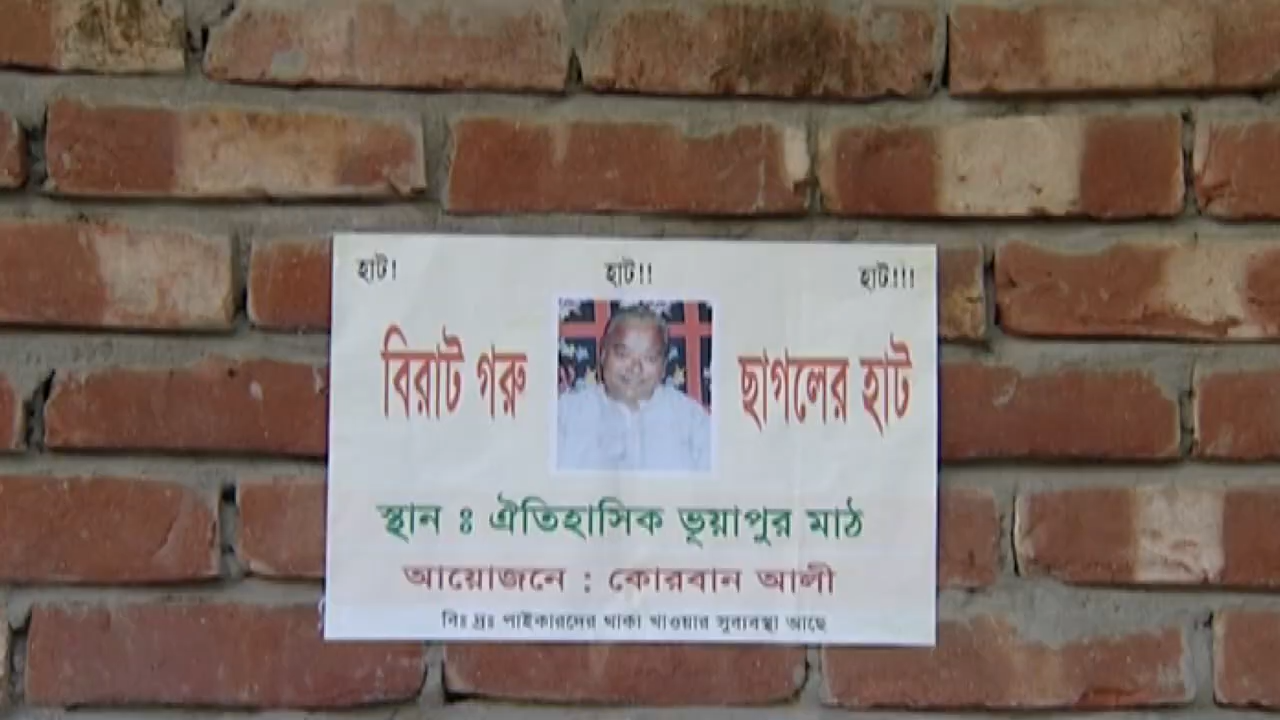 হাট! হাট!! হাট!!!
বিরাট গরু ছাগলের হাট
স্থান ঃ ঐতিহাসিক ভূয়াপুর মাঠ
আয়োজনে : কোরবান আলী
বিঃ দ্রঃ পাইকারদের থাকা খাওয়ার সুব্যবস্থা আছে